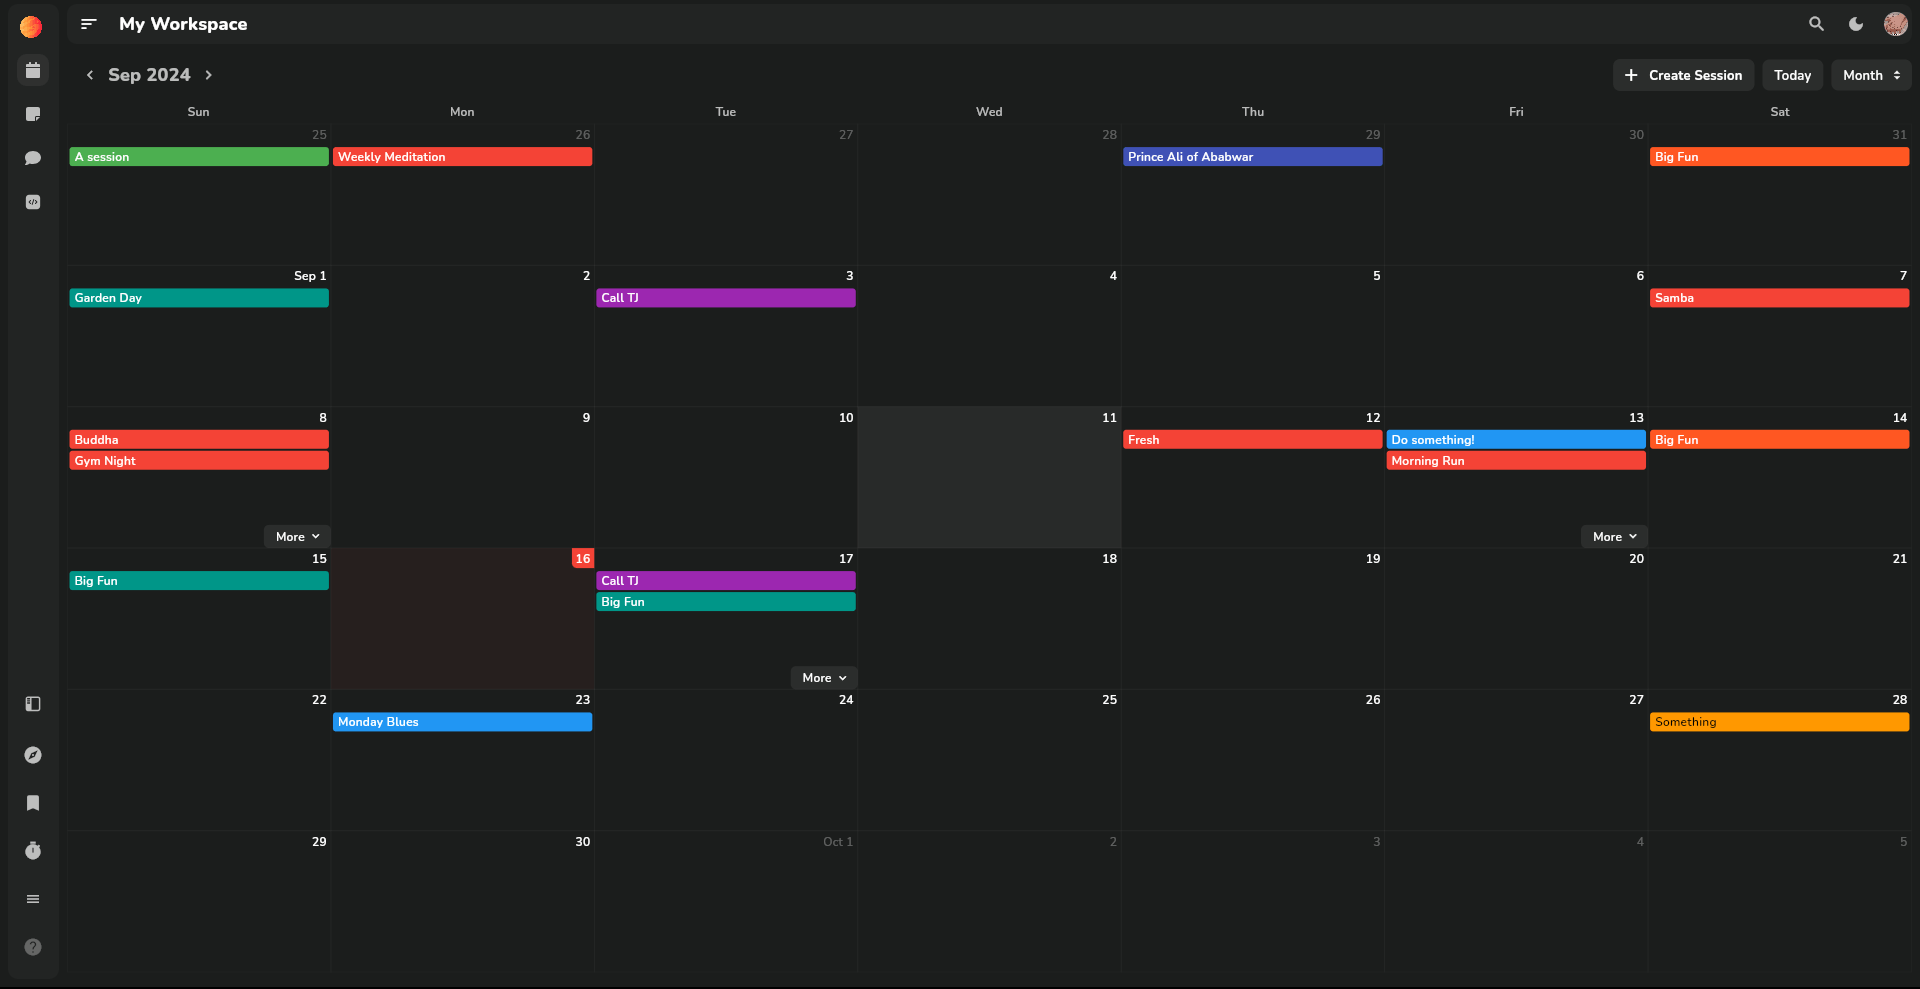 My Workspace
Sep 2024
Create Session Today Month
Sun Mon Tue Wed Thu Fri Sat
25 26 27 28 29 30 31
A session Weekly Meditation Prince Ali of Ababwar Big Fun
Sep 1 2 3 4 5 6 7
Garden Day Call TJ Samba
8 9 10 11 12 13 14
Buddha Fresh Do something! Big Fun
Gym Night Morning Run
More More
15 16 17 18 19 20 21
Big Fun Call TJ
Big Fun
More
22 23 24 25 26 27 28
Monday Blues Something
29 30 Oct 1 2 3 4 5